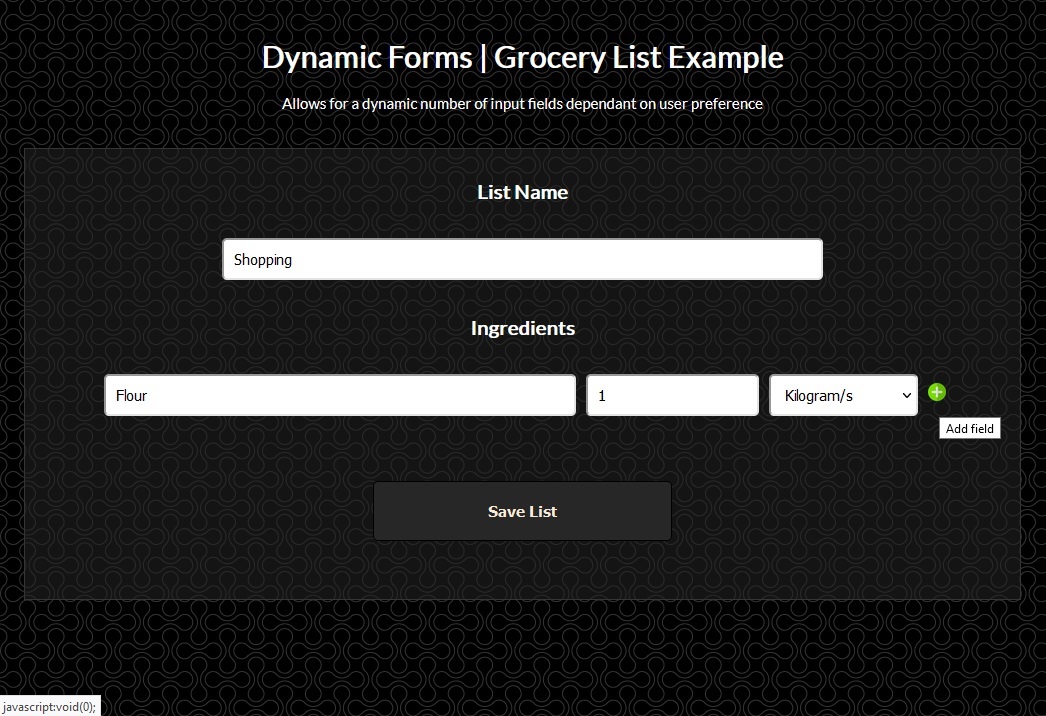 Dynamic Forms | Grocery List Example
Allows for a dynamic number of input fields dependant on user preference
List Name
Shopping
Ingredients
Flour 1 Kilogram/s
Add field
Save List
javascript:void(0);